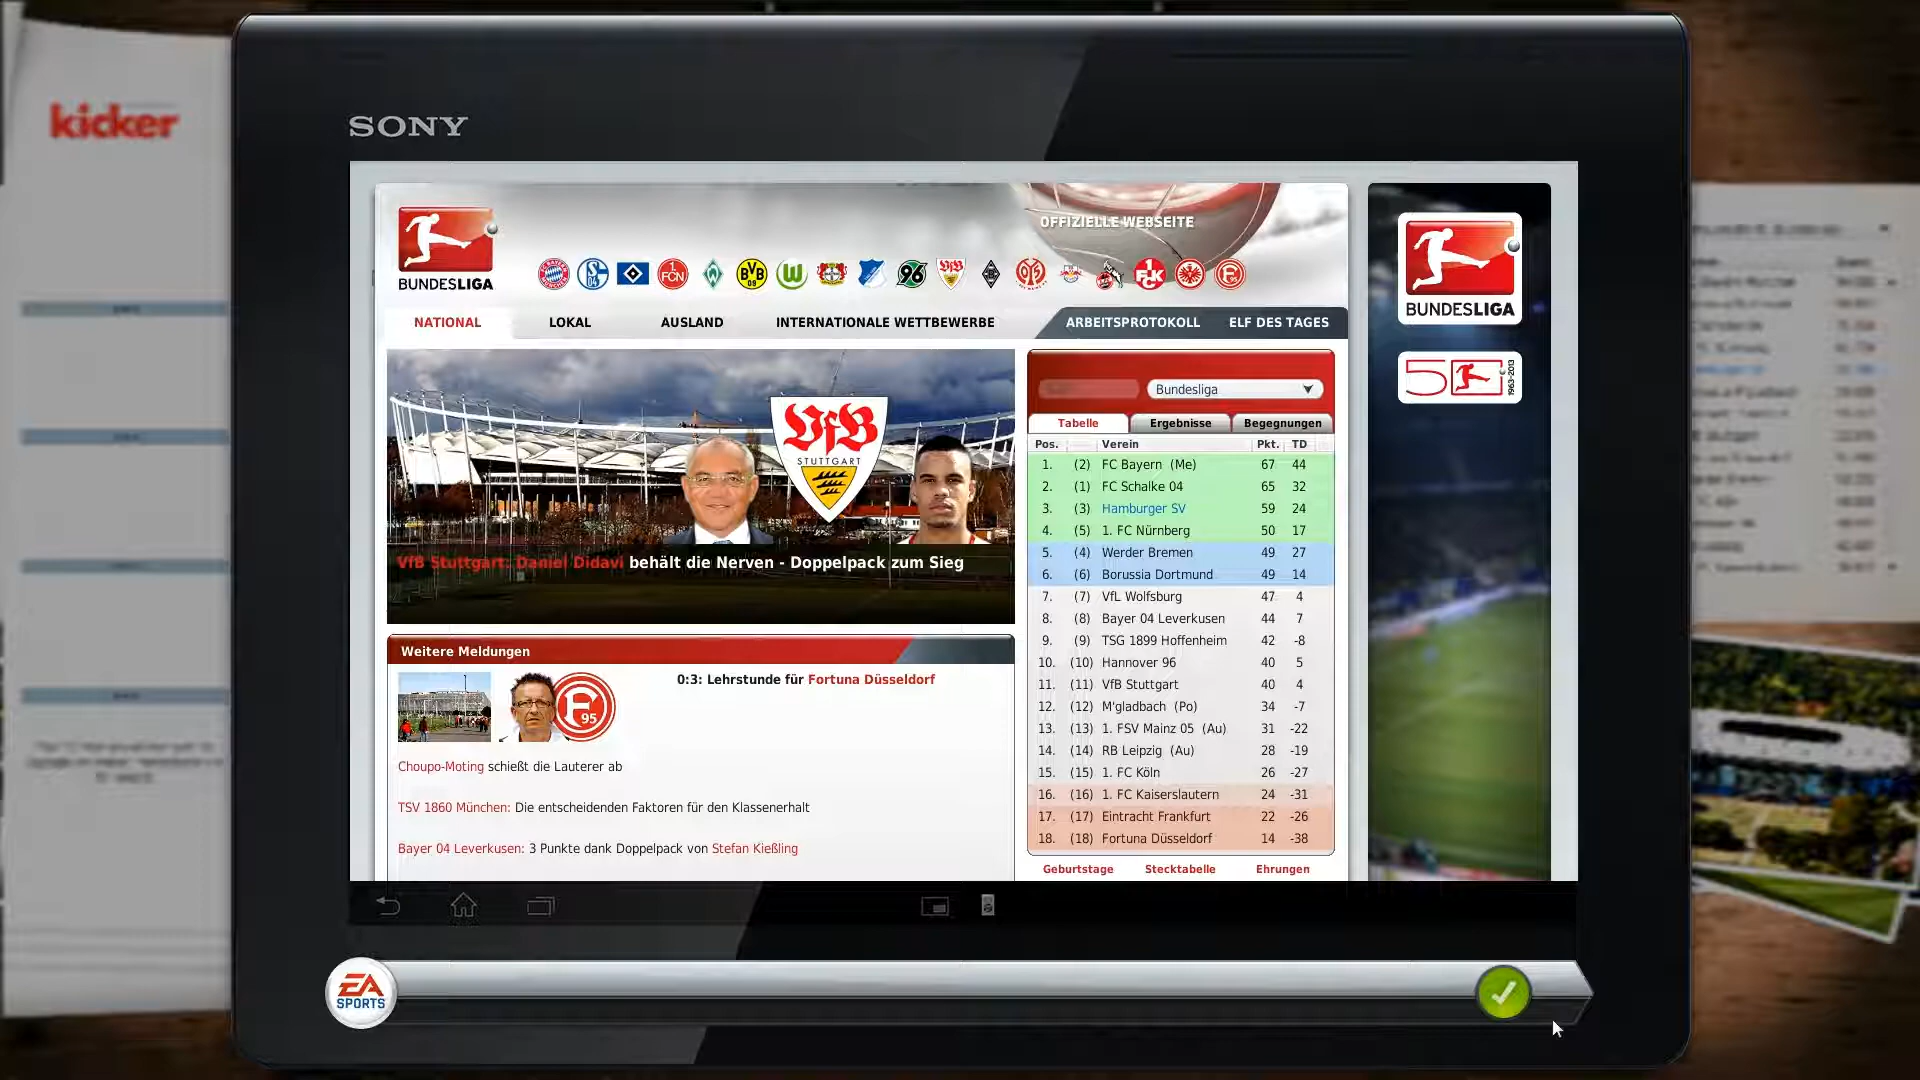 kicker
SONY
OFFIZIELLE WEBSEITE
BUNDESLIGA
NATIONAL LOKAL AUSLAND INTERNATIONALE WETTBEWERBE ARBEITSPROTOKOLL ELF DES TAGES
VfB
STUTTGART
VfB Stuttgart: Daniel Didavi behält die Nerven - Doppelpack zum Sieg
Weitere Meldungen
0:3: Lehrstunde für Fortuna Düsseldorf
F 95
Choupo-Moting schießt die Lauterer ab
TSV 1860 München: Die entscheidenden Faktoren für den Klassenerhalt
Bayer 04 Leverkusen: 3 Punkte dank Doppelpack von Stefan Kießling
Bundesliga
Tabelle Ergebnisse Begegnungen
Pos. Verein Pkt. TD
1. (2) FC Bayern (Me) 67 44
2. (1) FC Schalke 04 65 32
3. (3) Hamburger SV 59 24
4. (5) 1. FC Nürnberg 50 17
5. (4) Werder Bremen 49 27
6. (6) Borussia Dortmund 49 14
7. (7) VfL Wolfsburg 47 4
8. (8) Bayer 04 Leverkusen 44 7
9. (9) TSG 1899 Hoffenheim 42 -8
10. (10) Hannover 96 40 5
11. (11) VfB Stuttgart 40 4
12. (12) M'gladbach (Po) 34 -7
13. (13) 1. FSV Mainz 05 (Au) 31 -22
14. (14) RB Leipzig (Au) 28 -19
15. (15) 1. FC Köln 26 -27
16. (16) 1. FC Kaiserslautern 24 -31
17. (17) Eintracht Frankfurt 22 -26
18. (18) Fortuna Düsseldorf 14 -38
Geburtstage Stecktabelle Ehrungen
BUNDESLIGA
50 1963-2013
EA
SPORTS